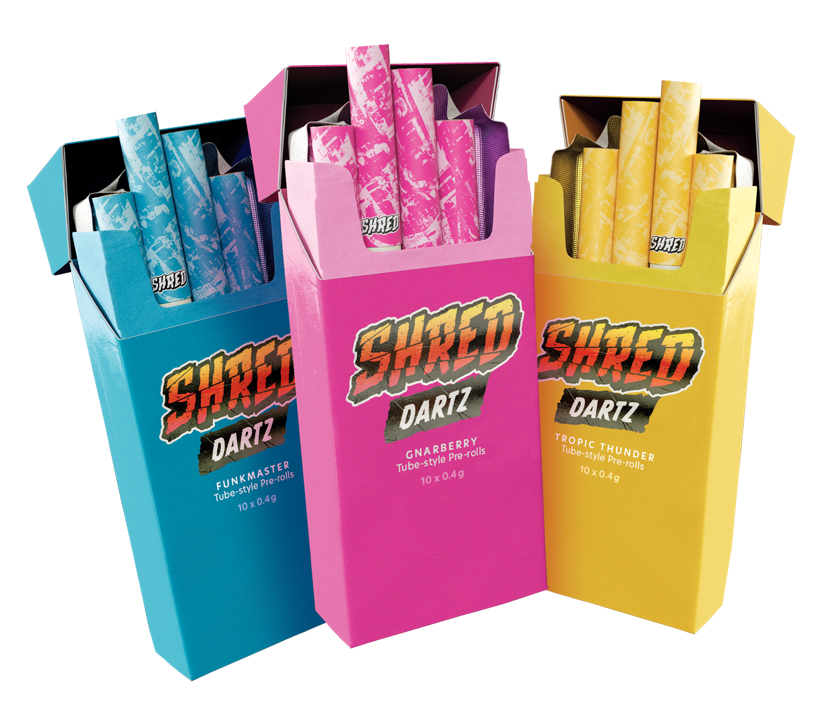 SHRED
SHRED
DARTZ
FUNKMASTER
Tube-style Pre-rolls
10 x 0.4g
SHRED
SHRED
DARTZ
GNARBERRY
Tube-style Pre-rolls
10 x 0.4g
SHRED
SHRED
DARTZ
TROPIC THUNDER
Tube-style Pre-rolls
10 x 0.4g